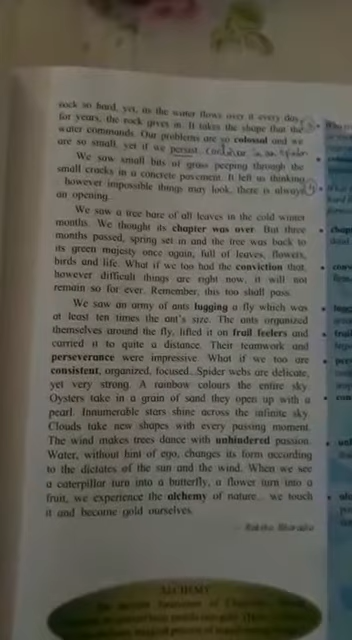 rock so hard, yet, as the water flows over it every day
for years, the rock gives in. It takes the shape that the
water commands. Our problems are so colossal and we
are so small, yet if we persist.
We saw small bits of grass peeping through the
small cracks in a concrete pavement. It left us thinking
however impossible things may look, there is always
an opening.
We saw a tree bare of all leaves in the cold winter
months. We thought its chapter was over. But three
months passed, spring set in and the tree was back to
its green majesty once again, full of leaves, flowers,
birds and life. What if we too had the conviction that,
however difficult things are right now, it will not
remain so for ever. Remember, this too shall pass.
We saw an army of ants lugging a fly which was
at least ten times the ant's size. The ants organized
themselves around the fly, lifted it on frail feelers and
carried it to quite a distance. Their teamwork and
perseverance were impressive. What if we too are
consistent, organized, focused...Spider webs are delicate,
yet very strong. A rainbow colours the entire sky.
Oysters take in a grain of sand they open up with a
pearl. Innumerable stars shine across the infinite sky.
Clouds take new shapes with every passing moment.
The wind makes trees dance with unhindered passion.
Water, without hint of ego, changes its form according
to the dictates of the sun and the wind. When we see
a caterpillar turn into a butterfly, a flower turn into a
fruit, we experience the alchemy of nature... we touch
it and become gold ourselves.
ALCHEMY